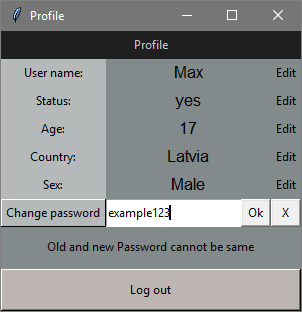 Profile
Profile
User name: Max Edit
Status: yes Edit
Age: 17 Edit
Country: Latvia Edit
Sex: Male Edit
Change password example123 Ok X
Old and new Password cannot be same
Log out